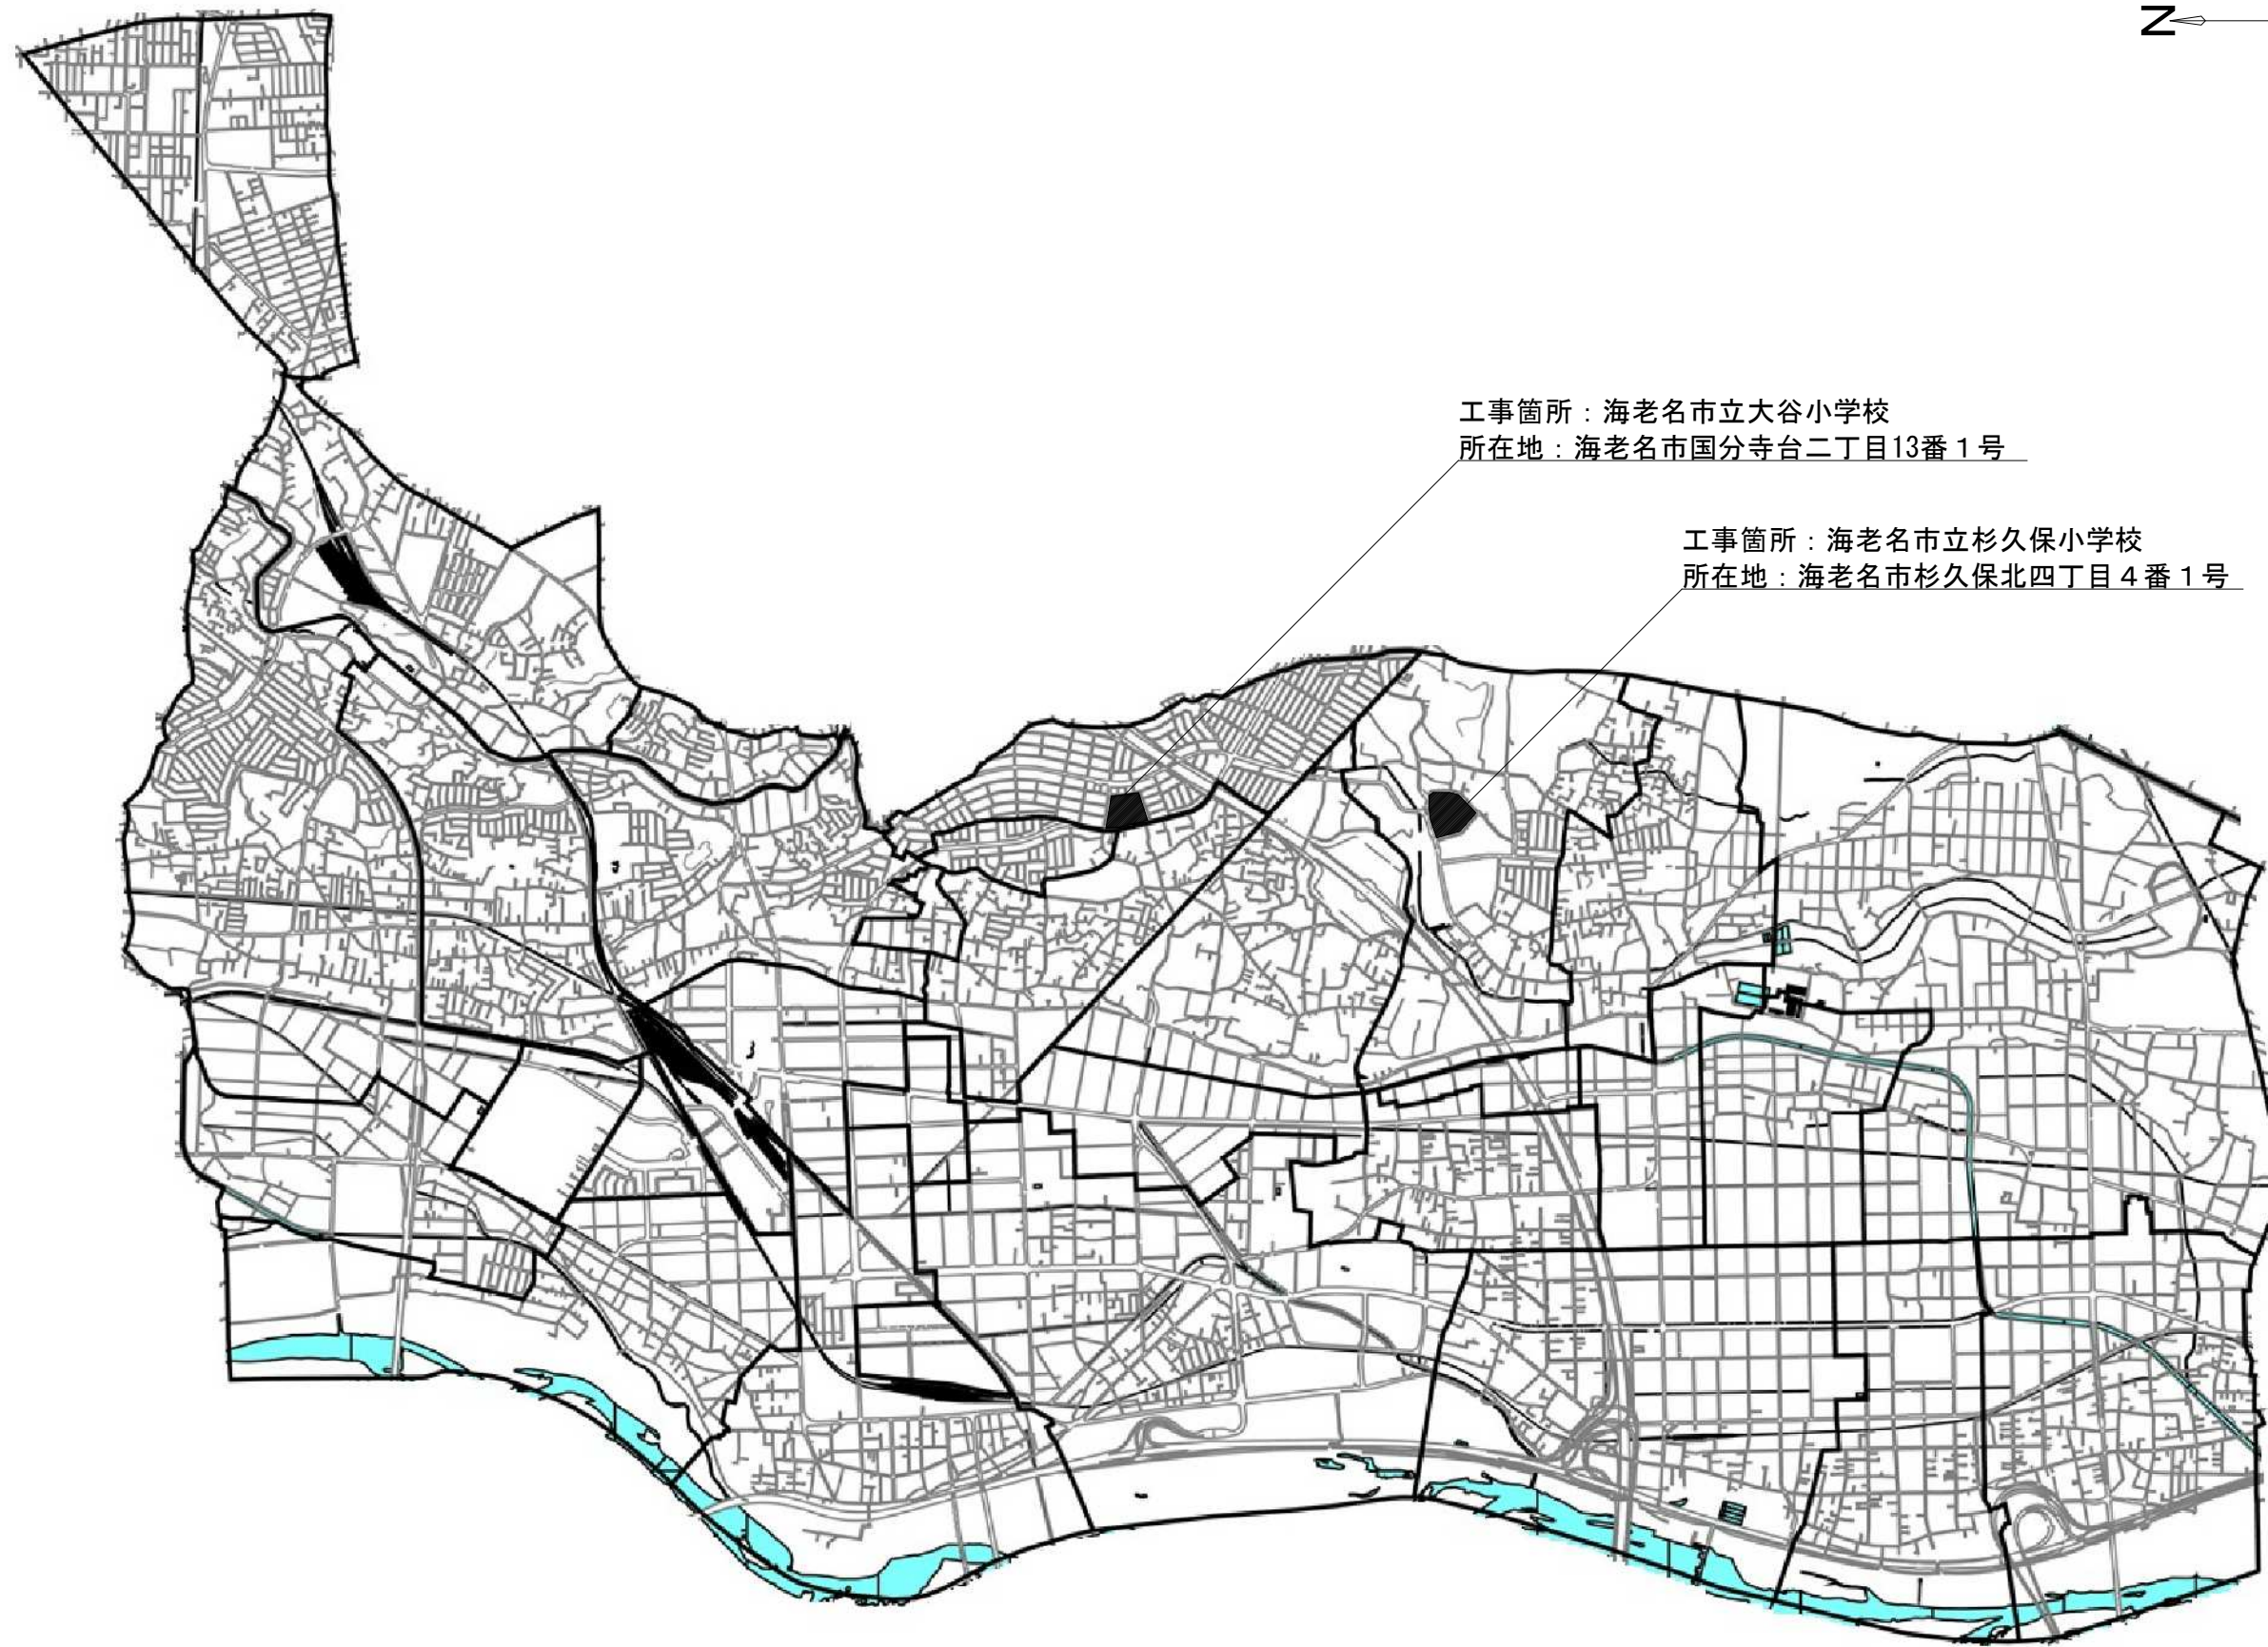 N
工事箇所：海老名市立大谷小学校
所在地：海老名市国分寺台二丁目13番１号
工事箇所：海老名市立杉久保小学校
所在地：海老名市杉久保北四丁目４番１号